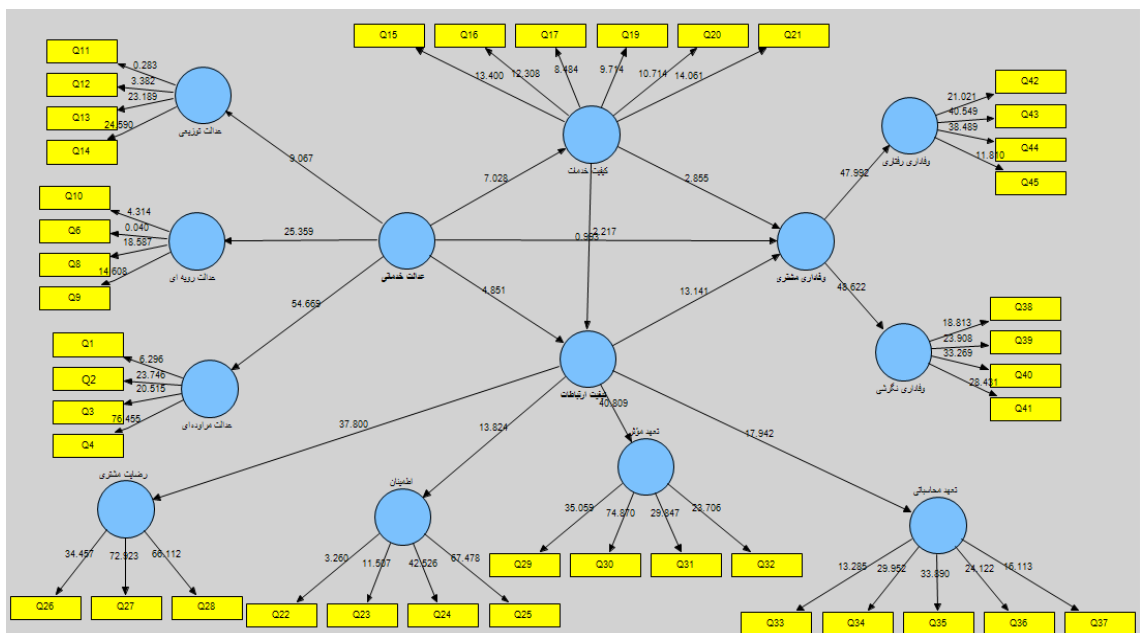 Q15
Q16
Q17
Q19
Q20
Q21
13.400
12.308
8.484
9.714
10.714
14.061
کیفیت خدمات
Q11
Q12
Q13
Q14
0.283
3.382
23.189
24.590
عدالت توزیعی
9.067
7.028
2.855
Q42
Q43
Q44
Q45
21.021
40.549
38.489
11.810
وفاداری رفتاری
47.992
Q10
Q6
Q8
Q9
4.314
0.040
18.587
14.608
عدالت رویه ای
25.359
عدالت خدماتی
2.217
وفاداری مشتری
54.669
4.851
13.141
48.622
Q1
Q2
Q3
Q4
6.296
23.746
20.515
76.455
عدالت مراوده‌ای
کیفیت ارتباطات
Q38
Q39
Q40
Q41
18.813
23.908
33.269
28.431
وفاداری نگرشی
37.800
13.824
40.809
17.942
رضایت مشتری
34.457
72.923
66.112
Q26
Q27
Q28
اطمینان
3.260
42.526
67.478
Q22
Q23
Q24
Q25
تعهد مؤثر
35.059
74.870
29.847
23.706
Q29
Q30
Q31
Q32
تعهد محاسباتی
13.285
29.952
33.890
24.122
16.113
Q33
Q34
Q35
Q36
Q37